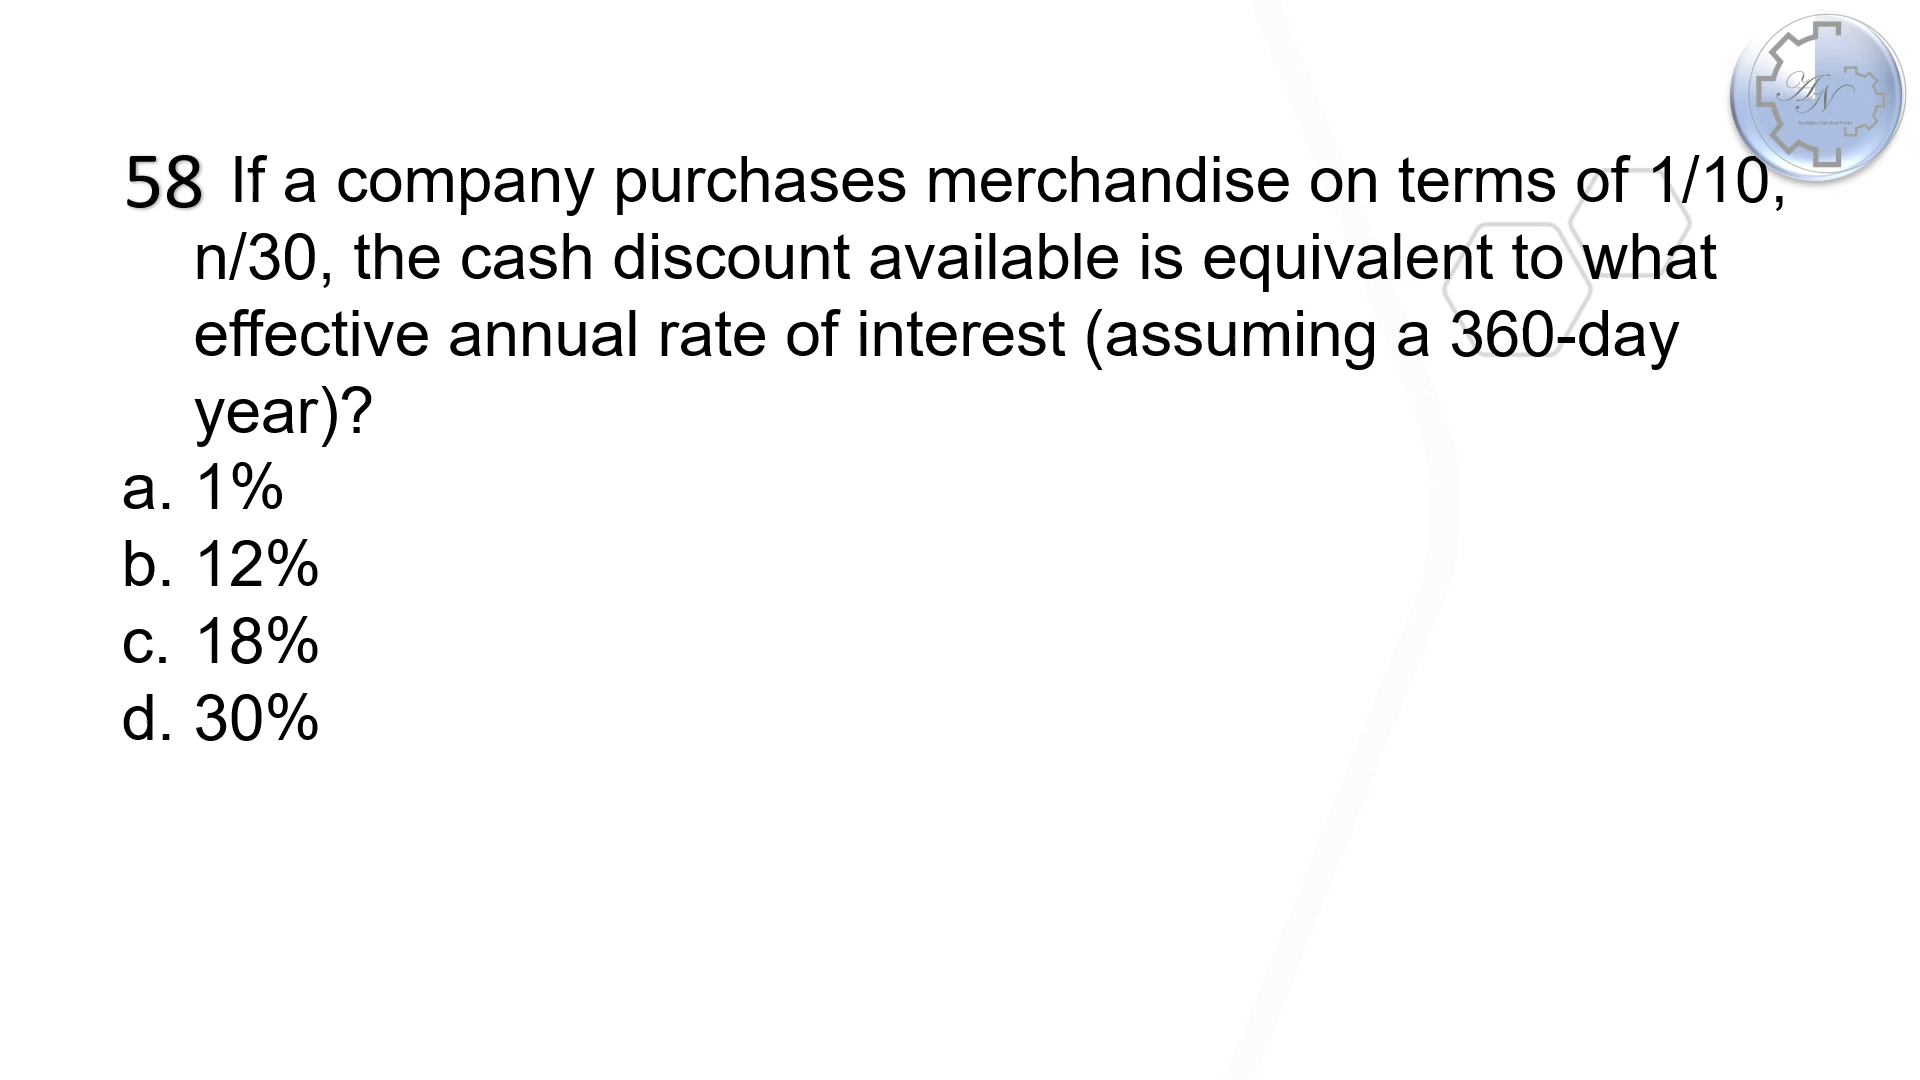 58 If a company purchases merchandise on terms of 1/10,
n/30, the cash discount available is equivalent to what
effective annual rate of interest (assuming a 360-day
year)?
a. 1%
b. 12%
c. 18%
d. 30%
AN